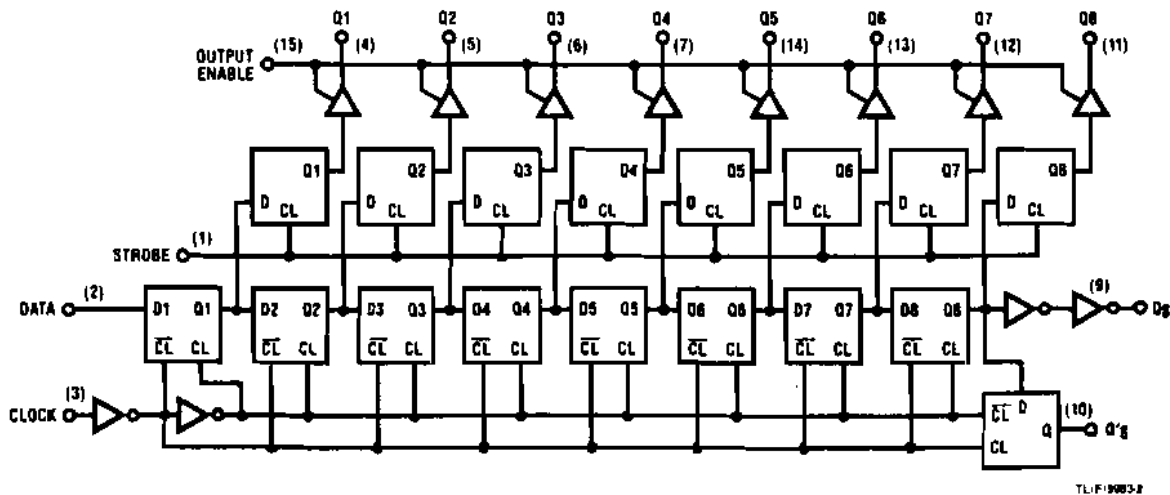 Q1 Q2 Q3 Q4 Q5 Q6 Q7 Q8
(15) (4) (5) (6) (7) (14) (13) (12) (11)
OUTPUT
ENABLE
Q1 Q2 Q3 Q4 Q5 Q6 Q7 Q8
D D D D D D D D
CL CL CL CL CL CL CL CL
(1)
STROBE
(2) (9)
DATA D1 Q1 D2 Q2 D3 Q3 Q4 Q4 D5 Q5 D6 Q6 D7 Q7 D8 Q8
CL CL CL CL CL CL CL CL CL CL CL CL CL CL CL CL
(3)
CLOCK
D
CL
(10)
Q
Q's
CL